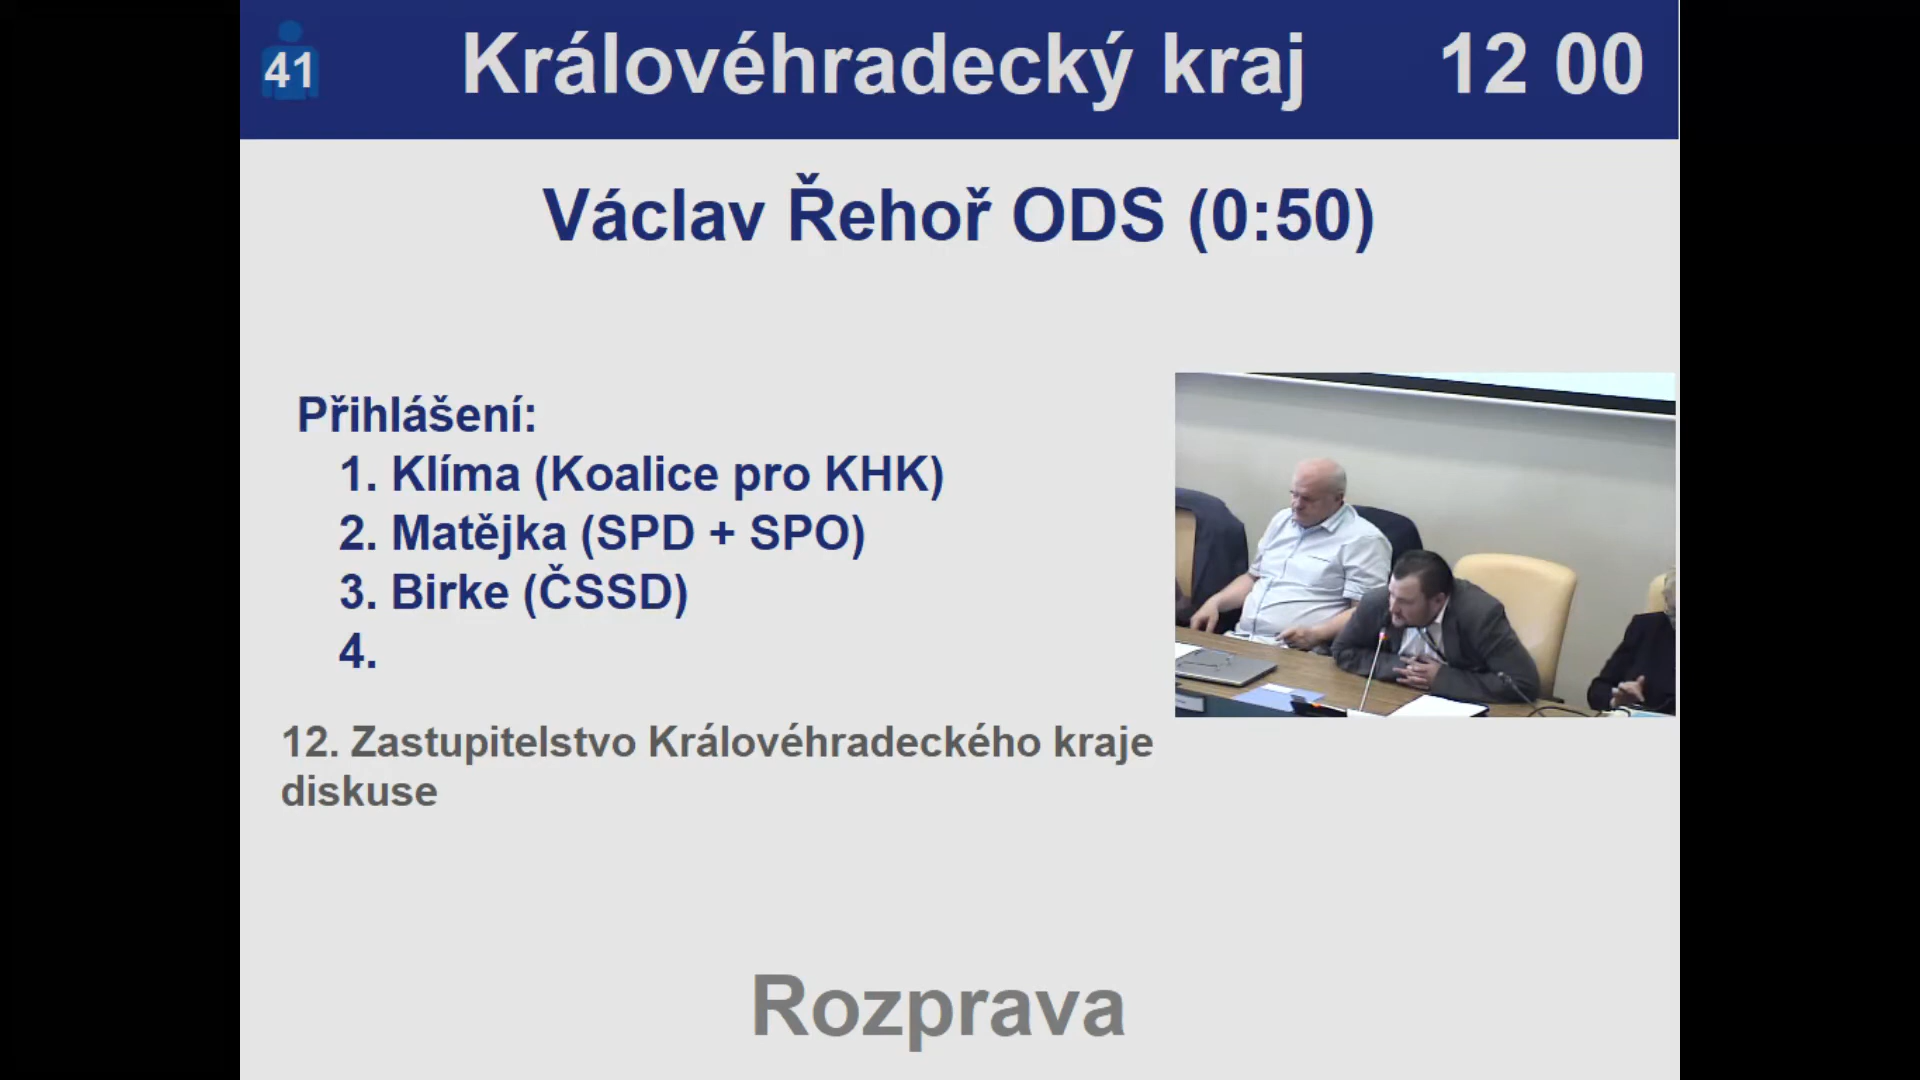 41
Královéhradecký kraj
12 00
Václav Řehoř ODS (0:50)
Přihlášení:
1. Klíma (Koalice pro KHK)
2. Matějka (SPD + SPO)
3. Birke (ČSSD)
4.
12. Zastupitelstvo Královéhradeckého kraje
diskuse
Rozprava